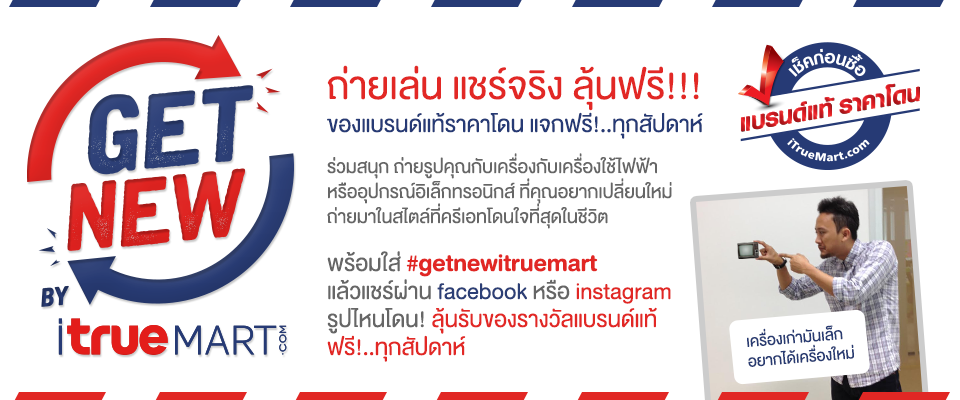 GET
NEW
BY
itrueMART.COM
ถ่ายเล่น แชร์จริง ลุ้นฟรี!!!
ของแบรนด์แท้ราคาโดน แจกฟรี!..ทุกสัปดาห์
ร่วมสนุก ถ่ายรูปคุณกับเครื่องกับเครื่องใช้ไฟฟ้า
หรืออุปกรณ์อิเล็กทรอนิกส์ ที่คุณอยากเปลี่ยนใหม่
ถ่ายมาในสไตล์ที่ครีเอทโดนใจที่สุดในชีวิต
พร้อมใส่ #getnewitruemart
แล้วแชร์ผ่าน facebook หรือ instagram
รูปไหนโดน! ลุ้นรับของรางวัลแบรนด์แท้
ฟรี!..ทุกสัปดาห์
เช็คก่อนซื้อ
แบรนด์แท้ ราคาโดน
iTrueMart.com
เครื่องเก่ามันเล็ก
อยากได้เครื่องใหม่